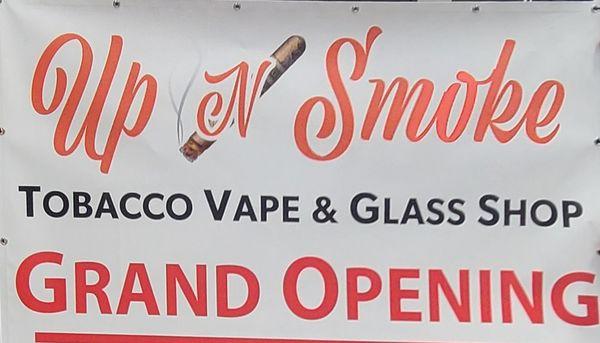 Up N Smoke
TOBACCO VAPE & GLASS SHOP
GRAND OPENING